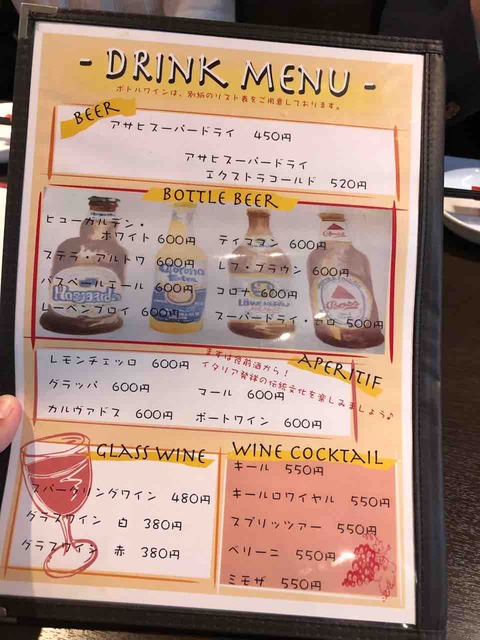 - DRINK MENU -
ボトルワインは、別紙のリスト表をご用意しております。
BEER
アサヒスーパードライ 450円
アサヒスーパードライ
エクストラコールド 520円
BOTTLE BEER
ヒューガルデン・
ホワイト 600円
ステラ・アルトワ 600円
バスペールエール 600円
レーベンブロイ 600円
ティママン 600円
レフ・ブラウン 600円
コロナ 600円
スーパードライ・ゼロ 500円
Hoegaarden
Corona
Extra
APERITIF
まずは食前酒から!
イタリア発祥の伝統文化を楽しみましょう♪
レモンチェッロ 600円
グラッパ 600円
マール 600円
カルヴァドス 600円
ポートワイン 600円
GLASS WINE
スパークリングワイン 480円
グラスワイン 白 380円
グラスワイン 赤 380円
WINE COCKTAIL
キール 550円
キールロワイヤル 550円
スプリッツァー 550円
ベリーニ 550円
ミモザ 550円